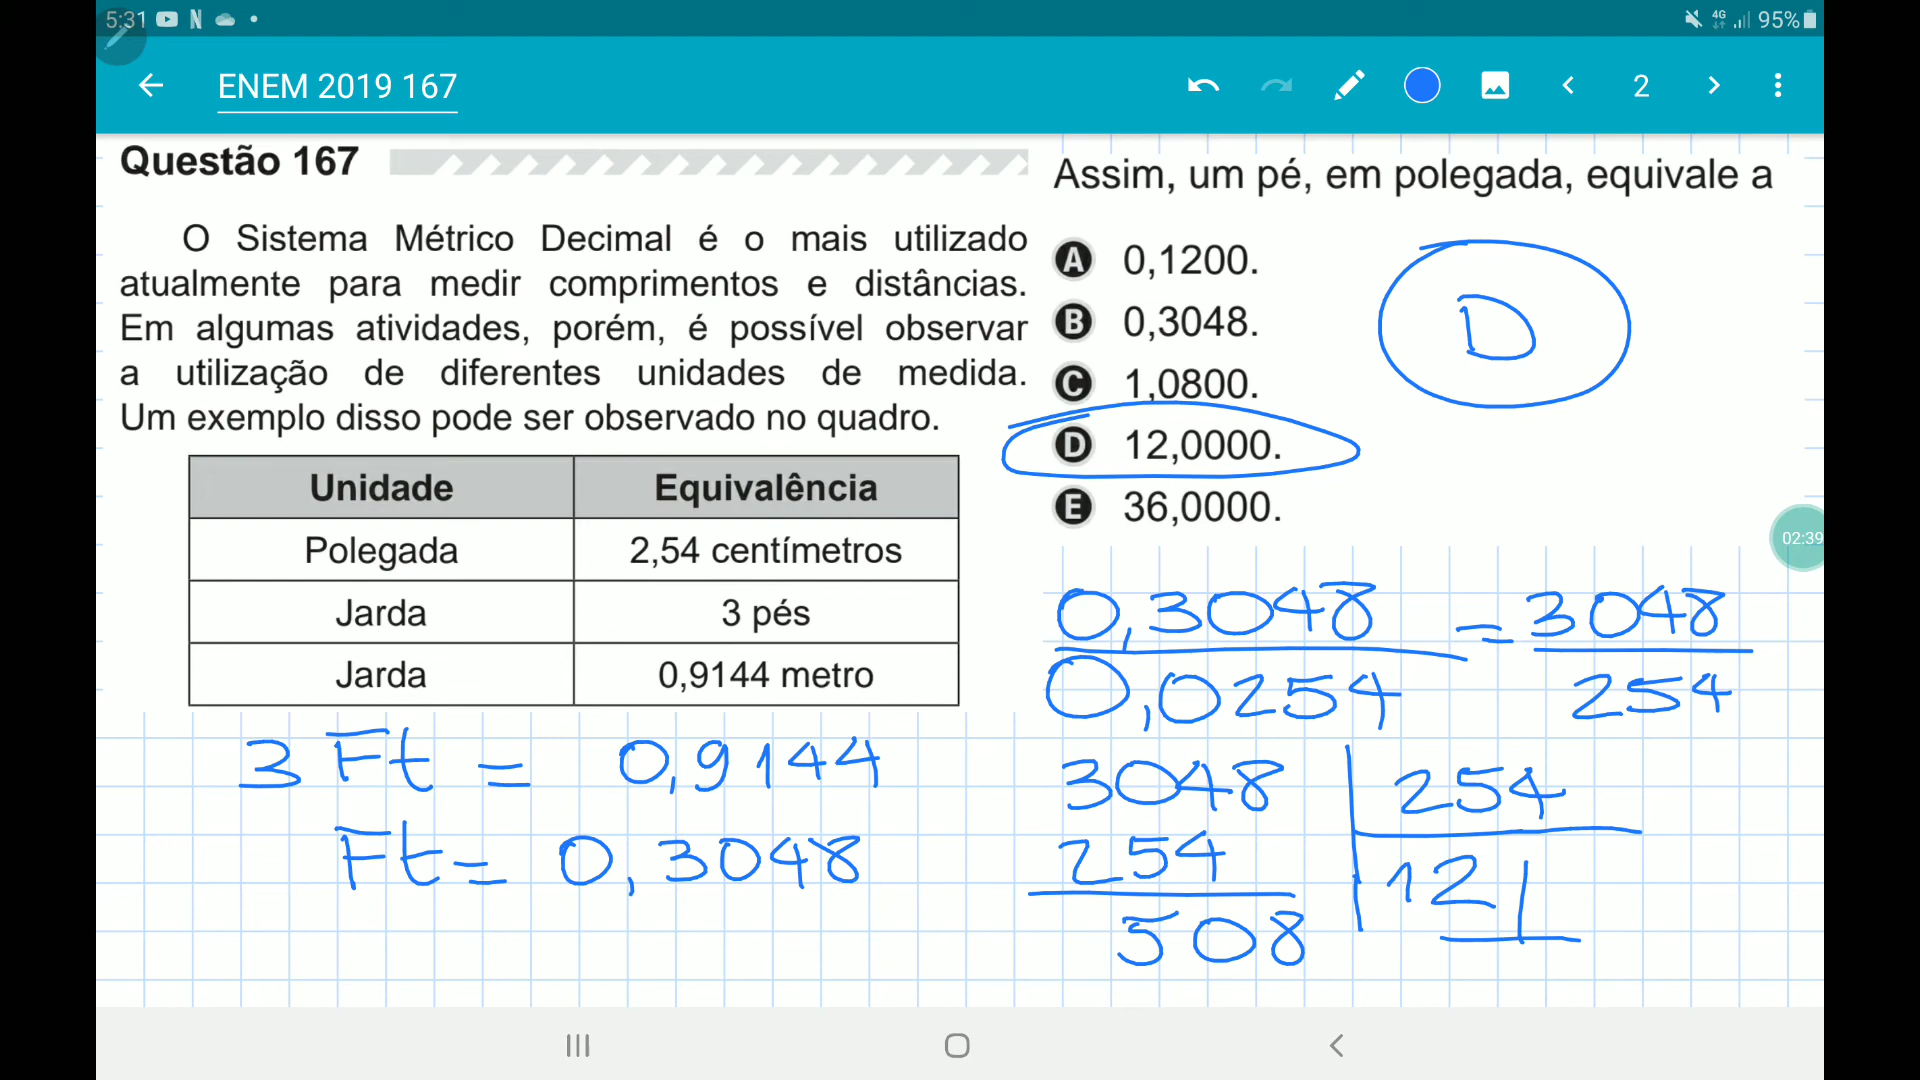 5:31 N 4G 95%
ENEM 2019 167 2
Questão 167
O Sistema Métrico Decimal é o mais utilizado
atualmente para medir comprimentos e distâncias.
Em algumas atividades, porém, é possível observar
a utilização de diferentes unidades de medida.
Um exemplo disso pode ser observado no quadro.
Unidade Equivalência
Polegada 2,54 centímetros
Jarda 3 pés
Jarda 0,9144 metro
3 Ft = 0,9144
Ft = 0,3048
Assim, um pé, em polegada, equivale a
A 0,1200.
B 0,3048.
C 1,0800.
D 12,0000.
E 36,0000.
D
02:39
0,3048 = 3048
0,0254 254
3048 254
254 12
508